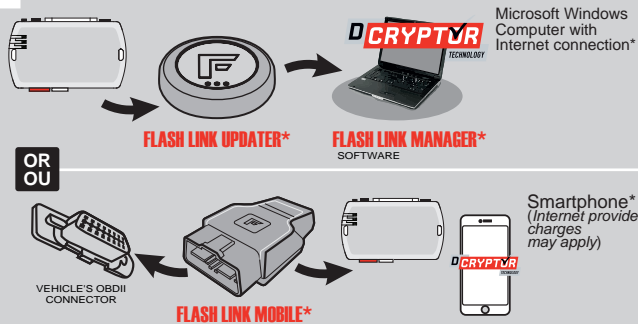 DCRYPTOR
TECHNOLOGY
Microsoft Windows
Computer with
Internet connection*
FLASH LINK UPDATER*
FLASH LINK MANAGER*
SOFTWARE
OR
OU
VEHICLE'S OBDII
CONNECTOR
FLASH LINK MOBILE*
DCRYPTOR
TECHNOLOGY
Smartphone*
(Internet provide
charges
may apply)